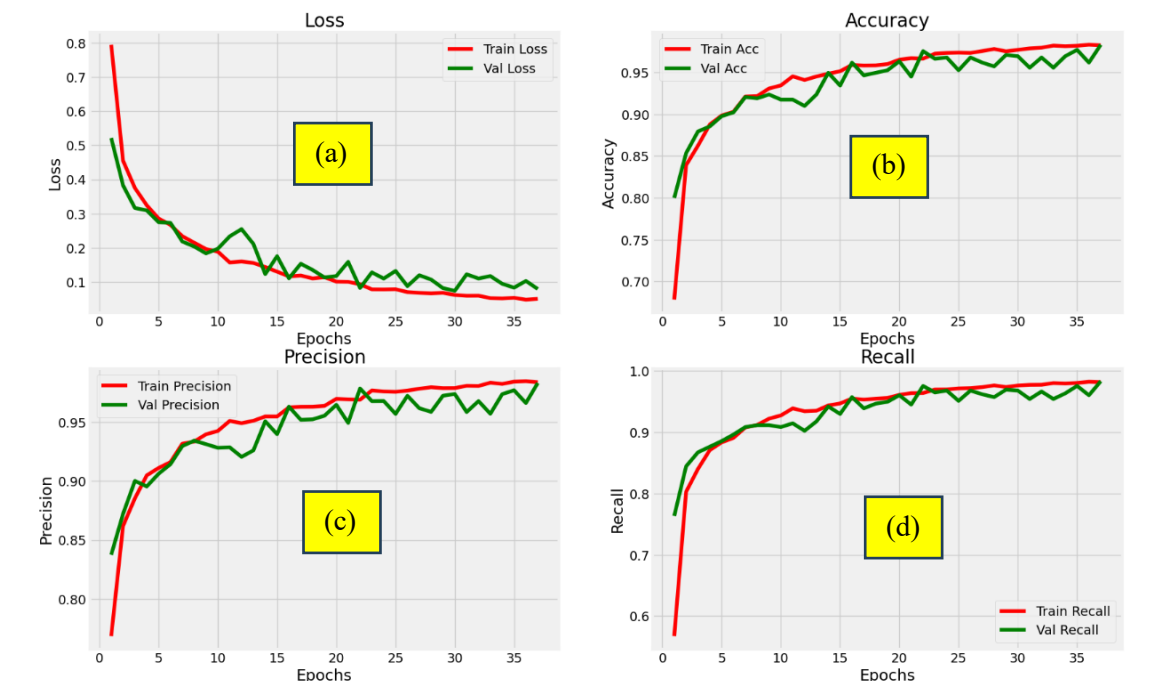 Loss
Train Loss
Val Loss
0.8
0.7
0.6
0.5
0.4
0.3
0.2
0.1
Loss
(a)
0 5 10 15 20 25 30 35
Epochs
Accuracy
Train Acc
Val Acc
0.95
0.90
0.85
0.80
0.75
0.70
Accuracy
(b)
0 5 10 15 20 25 30 35
Epochs
Precision
Train Precision
Val Precision
0.95
0.90
0.85
0.80
Precision
(c)
0 5 10 15 20 25 30 35
Epochs
Recall
1.0
0.9
0.8
0.7
0.6
Recall
(d)
Train Recall
Val Recall
0 5 10 15 20 25 30 35
Epochs